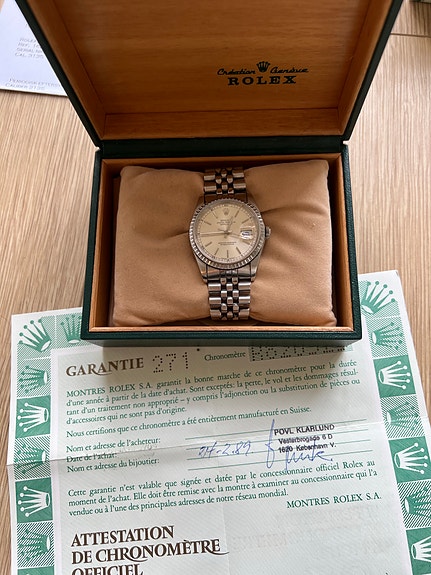 Création Genève
ROLEX
GARANTIE 271 Chronomètre
MONTRES ROLEX S.A. garantit la bonne marche de ce chronomètre pour la durée
d'une année à partir de la date d'achat. Sont exceptés: la perte, le vol et les dommages résul-
tant d'un traitement non approprié – y compris l'adjonction ou la substitution de pièces ou
d'accessoires qui ne sont pas d'origine.
Nous certifions que ce chronomètre a été entièrement manufacturé en Suisse.
Nom et adresse de l'acheteur:
Date de l'achat: 24-2.89.
Nom et adresse du bijoutier:
POVL KLARLUND
Vesterbrogade 6 D
1620 København V.
Cette garantie n'est valable que signée et datée par le concessionnaire officiel Rolex au
moment de l'achat. Elle doit être remise avec la montre à examiner au concessionnaire qui l'a
vendue ou à l'un des principales adresses de notre réseau mondial.
MONTRES ROLEX S.A.
ATTESTATION
DE CHRONOMÈTRE
OFFICIEL